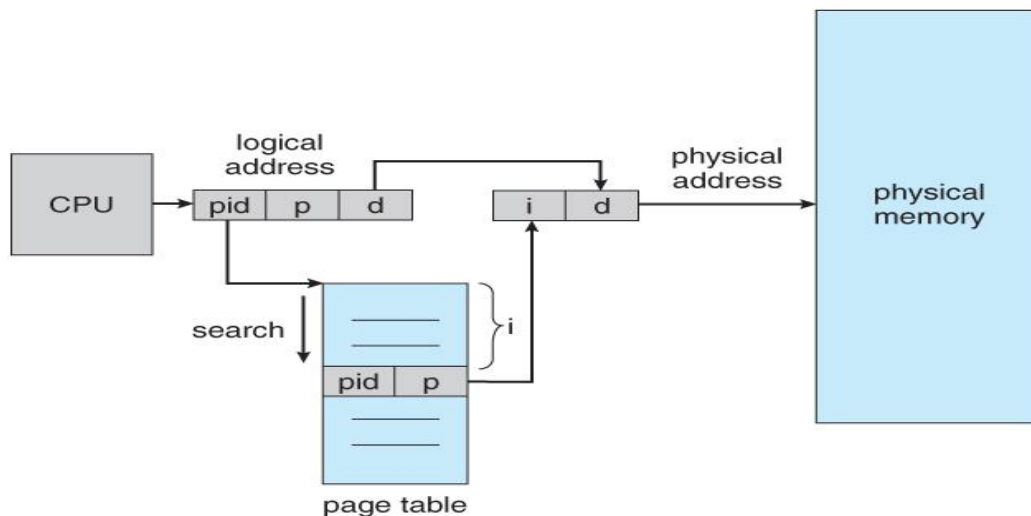 logical
address
physical
address
CPU
pid p d
i d
physical
memory
search
i
pid p
page table